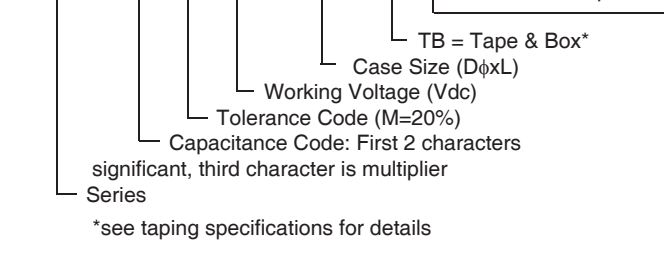 TB = Tape & Box*
Case Size (DϕxL)
Working Voltage (Vdc)
Tolerance Code (M=20%)
Capacitance Code: First 2 characters
significant, third character is multiplier
Series
*see taping specifications for details